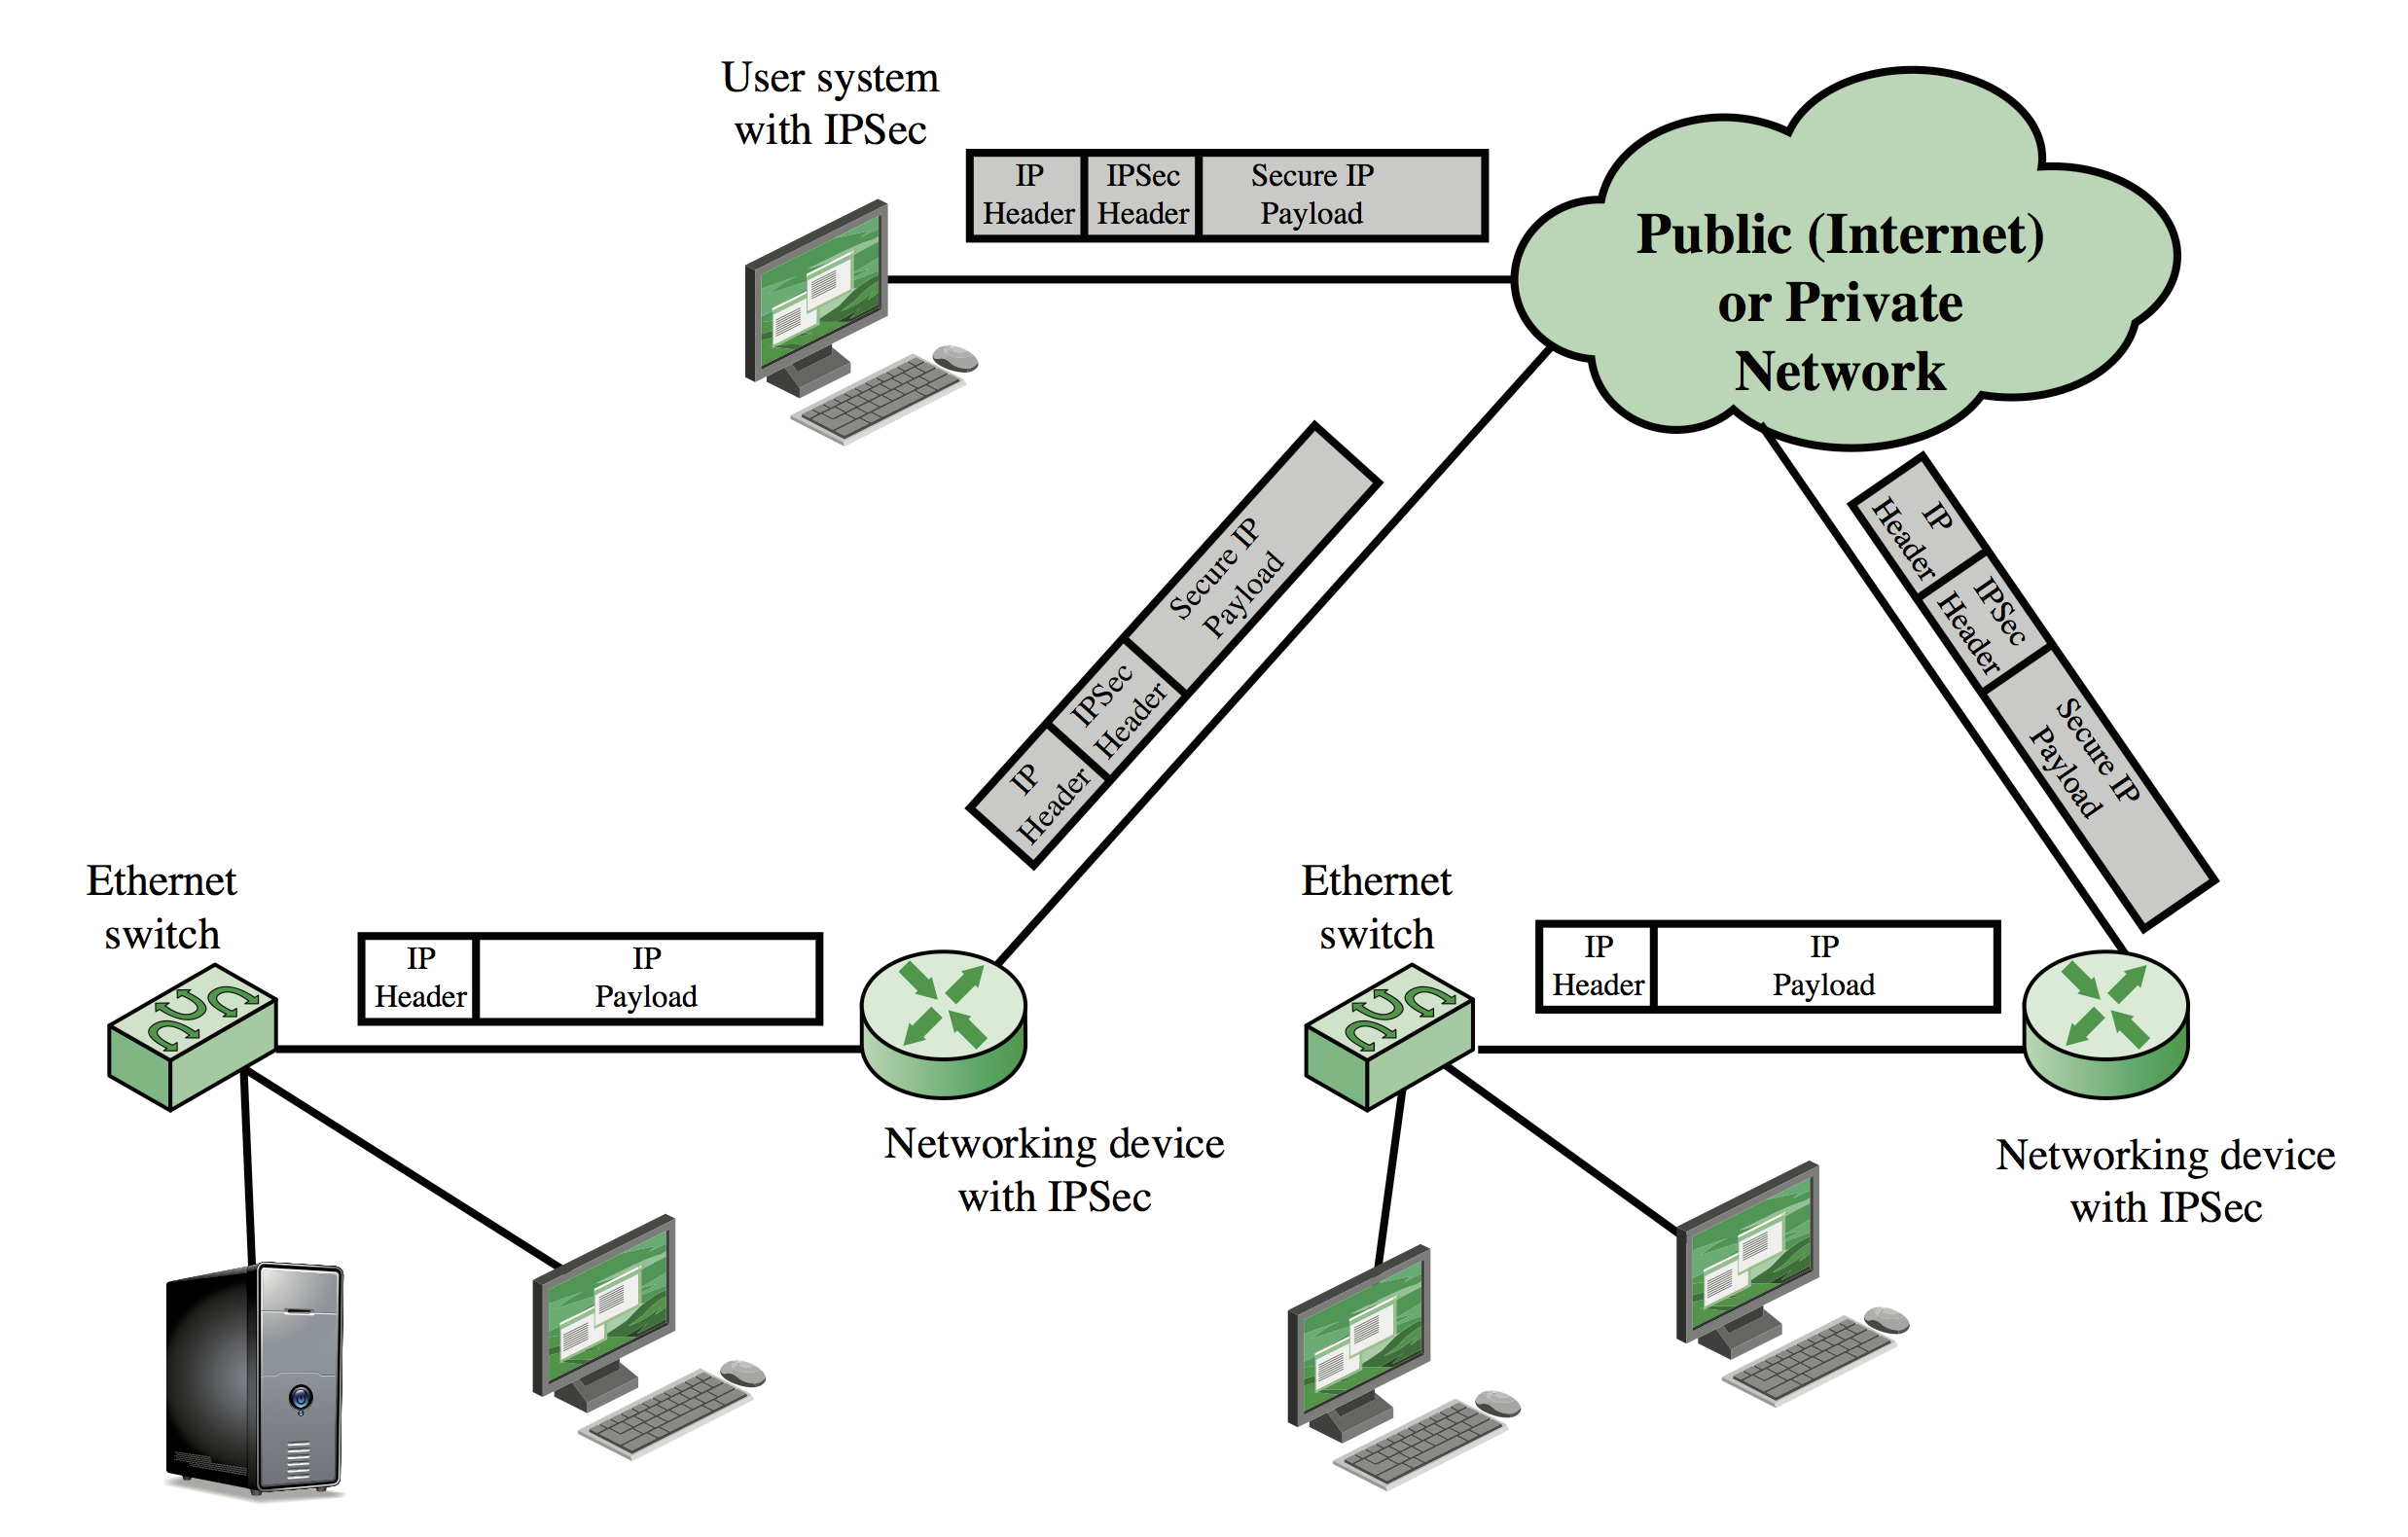 User system
with IPSec
IP
Header
IPSec
Header
Secure IP
Payload
Public (Internet)
or Private
Network
IP
Header
IPSec
Header
Secure IP
Payload
IP
Header
IPSec
Header
Secure IP
Payload
Ethernet
switch
IP
Header
IP
Payload
Networking device
with IPSec
Ethernet
switch
IP
Header
IP
Payload
Networking device
with IPSec